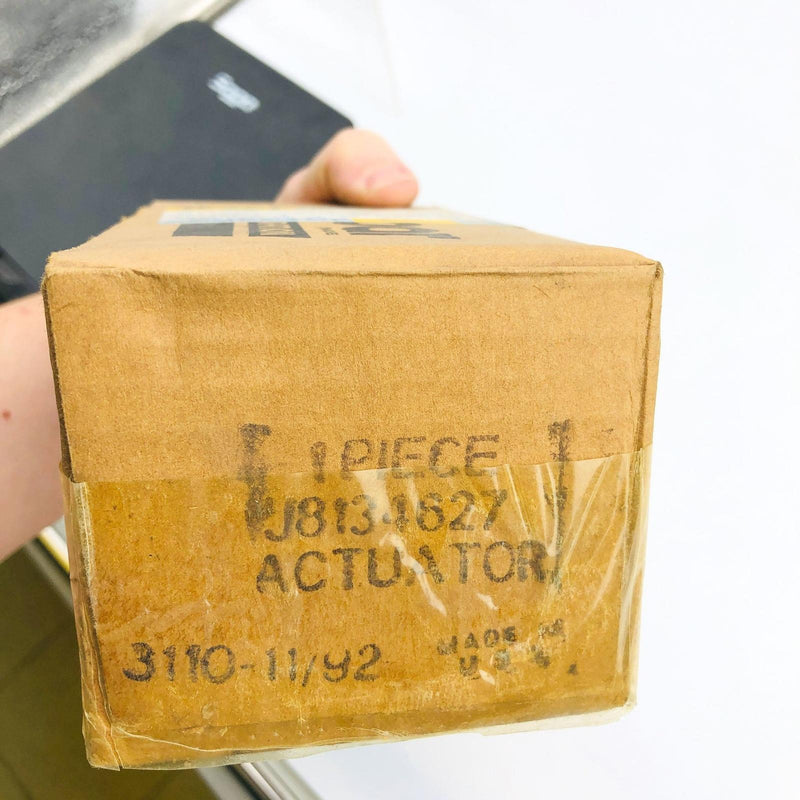 1 PIECE
J8134627
ACTUATOR
3110-11/92
MADE IN
U S A